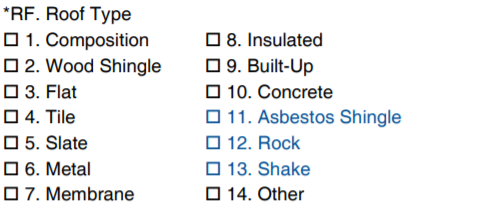 *RF. Roof Type
☐ 1. Composition
☐ 2. Wood Shingle
☐ 3. Flat
☐ 4. Tile
☐ 5. Slate
☐ 6. Metal
☐ 7. Membrane
☐ 8. Insulated
☐ 9. Built-Up
☐ 10. Concrete
☐ 11. Asbestos Shingle
☐ 12. Rock
☐ 13. Shake
☐ 14. Other